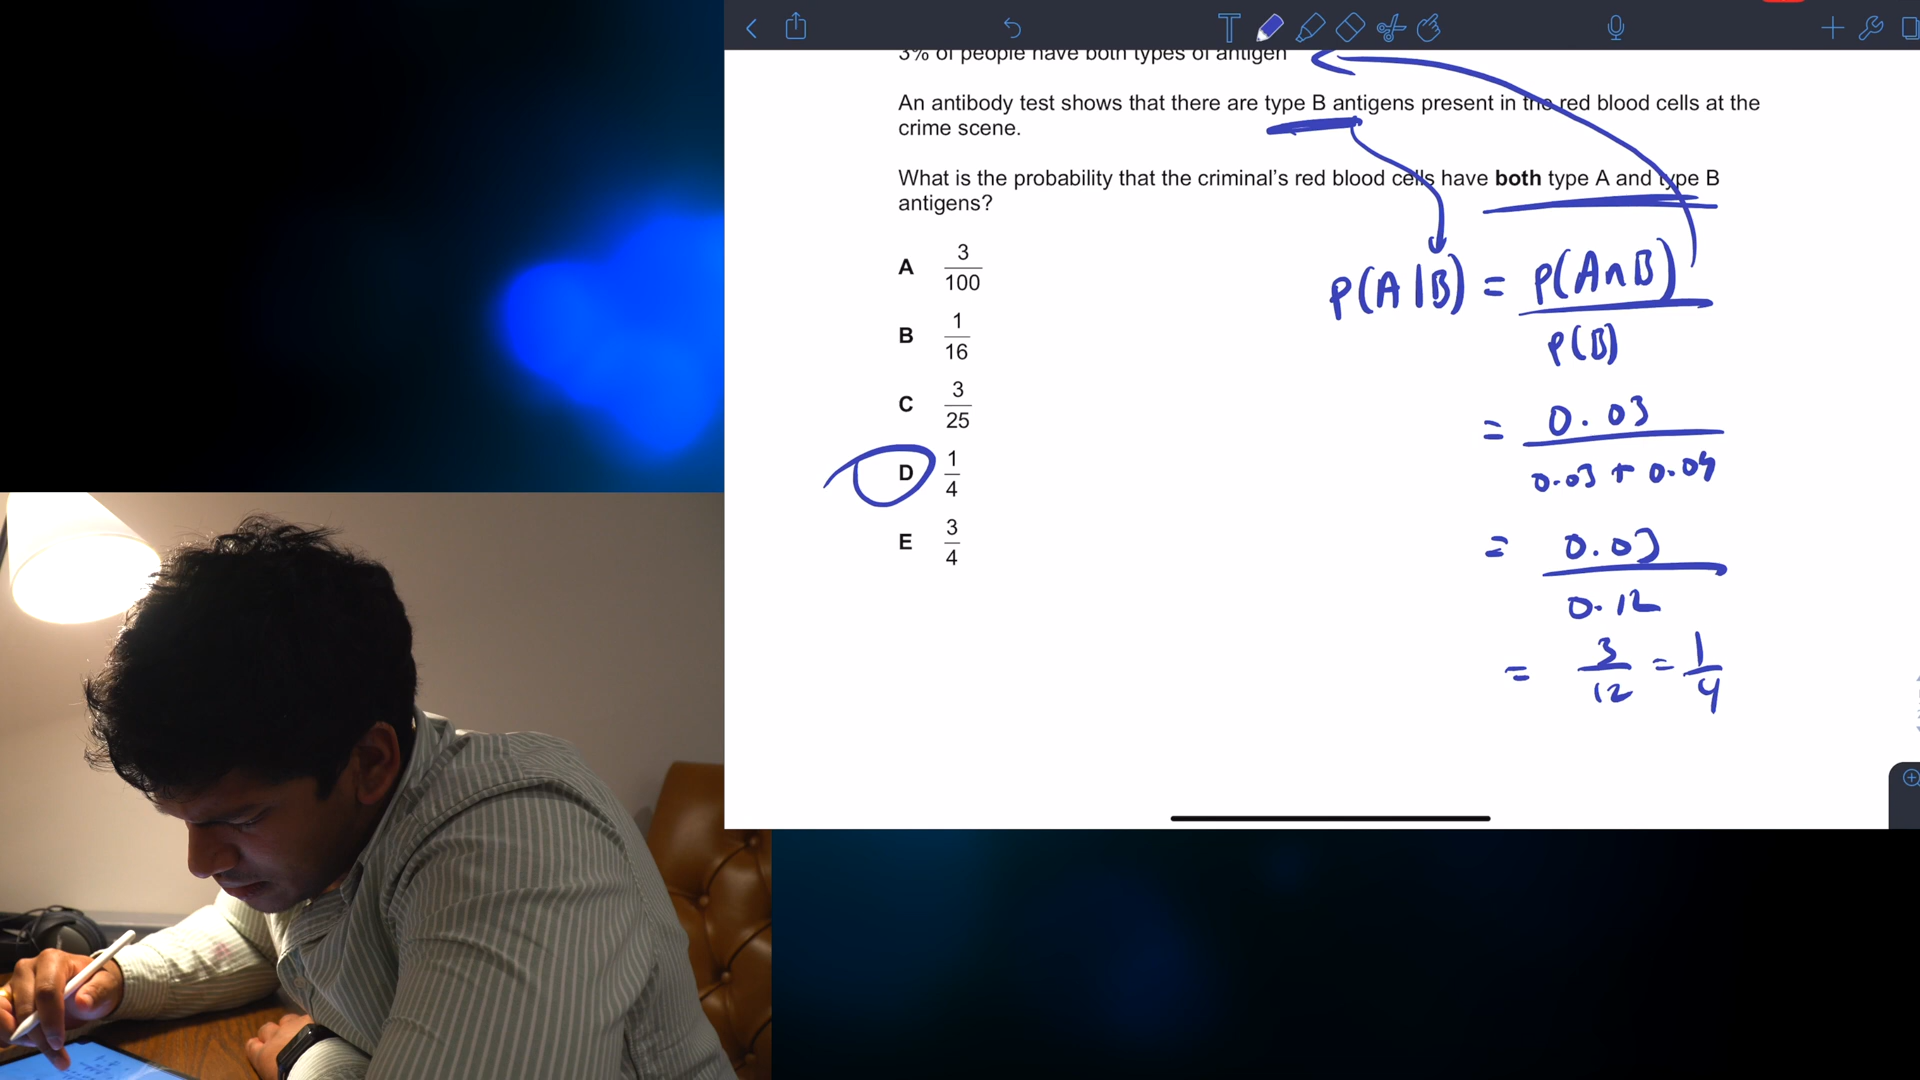 3% of people have both types of antigen
An antibody test shows that there are type B antigens present in the red blood cells at the
crime scene.
What is the probability that the criminal's red blood cells have both type A and type B
antigens?
A 3/100
B 1/16
C 3/25
D 1/4
E 3/4
P(A|B) = P(A∩B)
P(B)
= 0.03
0.03 + 0.09
= 0.03
0.12
= 3/12 = 1/4